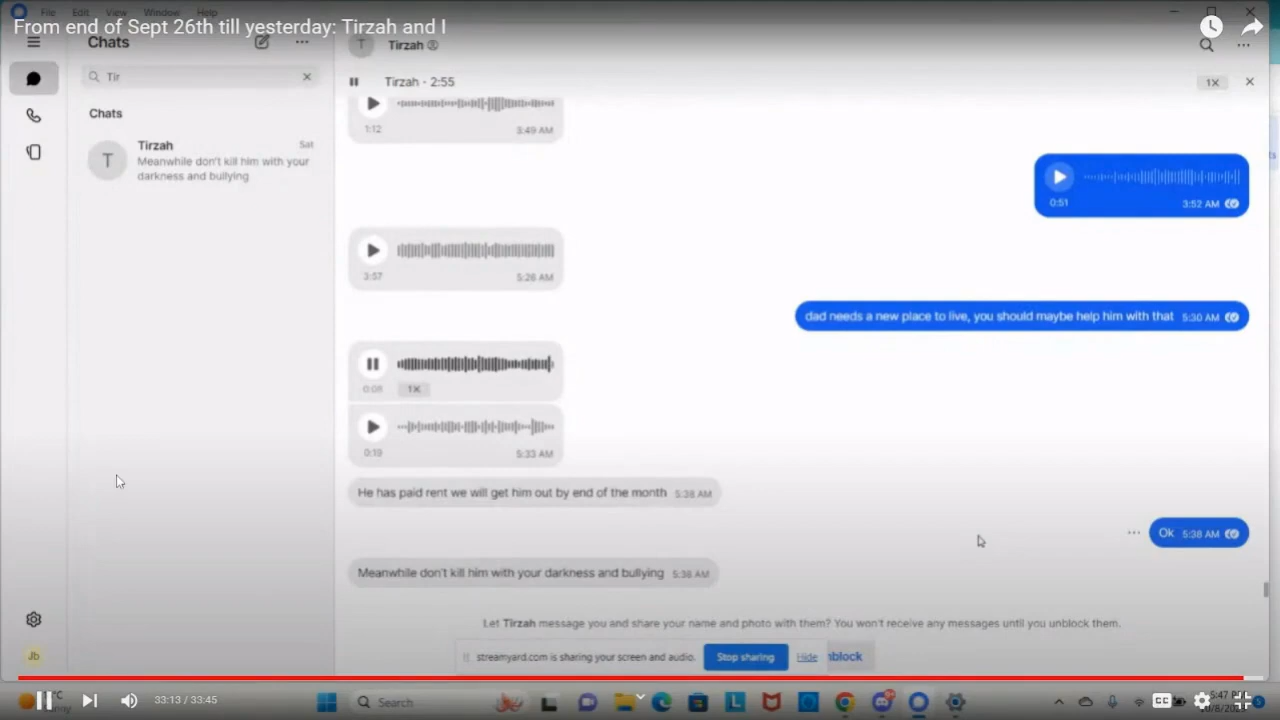 File Edit View Window Help
From end of Sept 26th till yesterday: Tirzah and I
Chats
Tir
Chats
T
Tirzah
Sat
Meanwhile don't kill him with your
darkness and bullying
T
Tirzah
Tirzah · 2:55
1X
1:12
3:49 AM
0:51
3:52 AM
3:57
5:26 AM
dad needs a new place to live, you should maybe help him with that 5:30 AM
0:08
1X
0:19
5:33 AM
He has paid rent we will get him out by end of the month 5:38 AM
Ok 5:38 AM
Meanwhile don't kill him with your darkness and bullying 5:38 AM
Let Tirzah message you and share your name and photo with them? You won't receive any messages until you unblock them.
streamyard.com is sharing your screen and audio.
Stop sharing
Hide
Jb
33:13 / 33:45
Search
CC
5:47